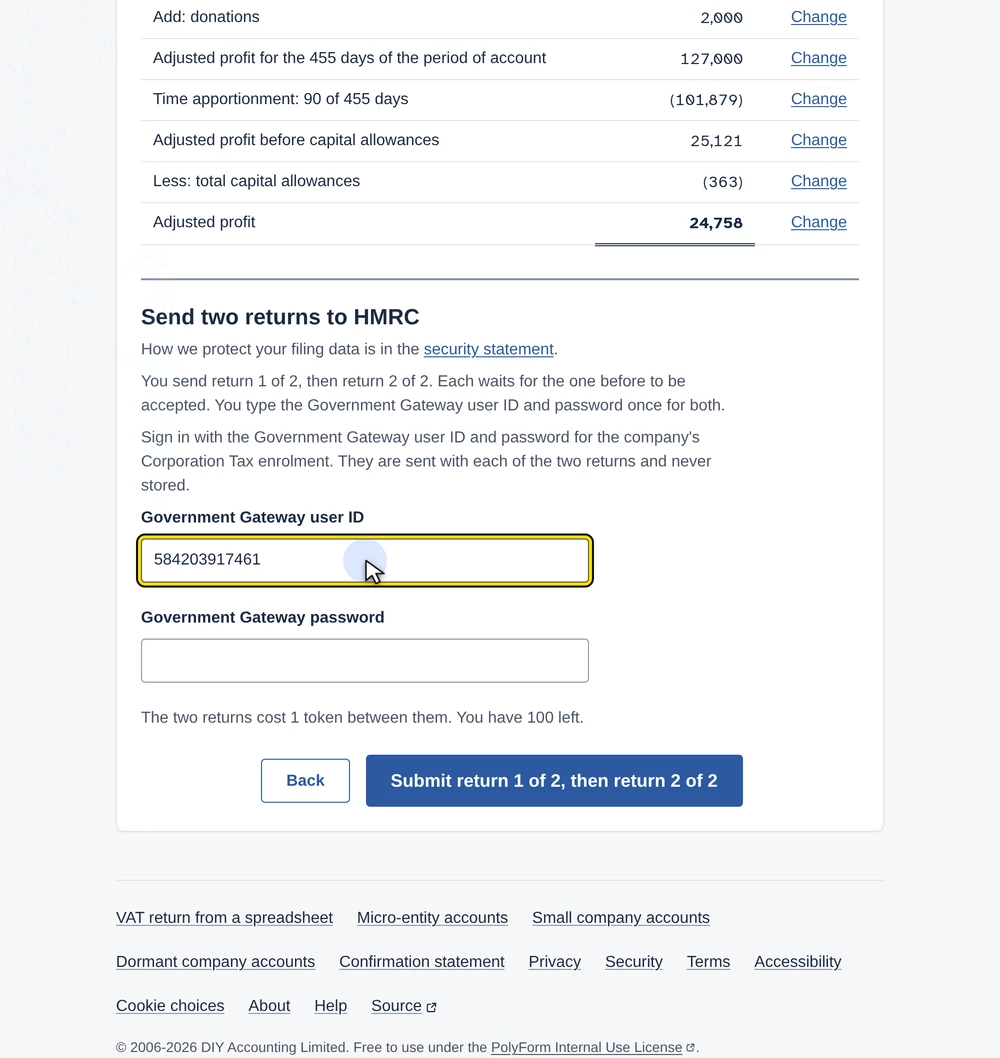 Add: donations 2,000 Change
Adjusted profit for the 455 days of the period of account 127,000 Change
Time apportionment: 90 of 455 days (101,879) Change
Adjusted profit before capital allowances 25,121 Change
Less: total capital allowances (363) Change
Adjusted profit 24,758 Change
Send two returns to HMRC
How we protect your filing data is in the security statement.
You send return 1 of 2, then return 2 of 2. Each waits for the one before to be
accepted. You type the Government Gateway user ID and password once for both.
Sign in with the Government Gateway user ID and password for the company's
Corporation Tax enrolment. They are sent with each of the two returns and never
stored.
Government Gateway user ID
584203917461
Government Gateway password
The two returns cost 1 token between them. You have 100 left.
Back Submit return 1 of 2, then return 2 of 2
VAT return from a spreadsheet Micro-entity accounts Small company accounts
Dormant company accounts Confirmation statement Privacy Security Terms Accessibility
Cookie choices About Help Source
© 2006-2026 DIY Accounting Limited. Free to use under the PolyForm Internal Use License.